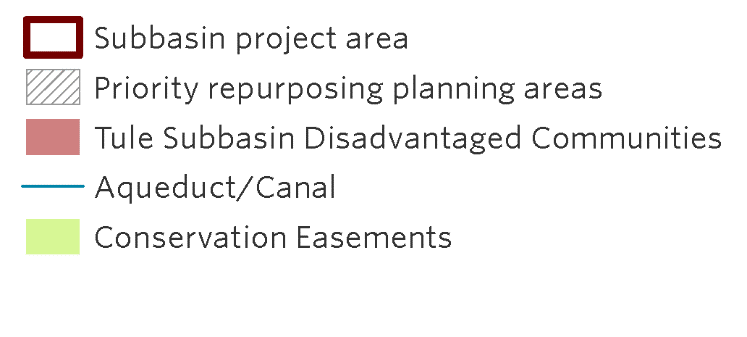 Subbasin project area
Priority repurposing planning areas
Tule Subbasin Disadvantaged Communities
Aqueduct/Canal
Conservation Easements